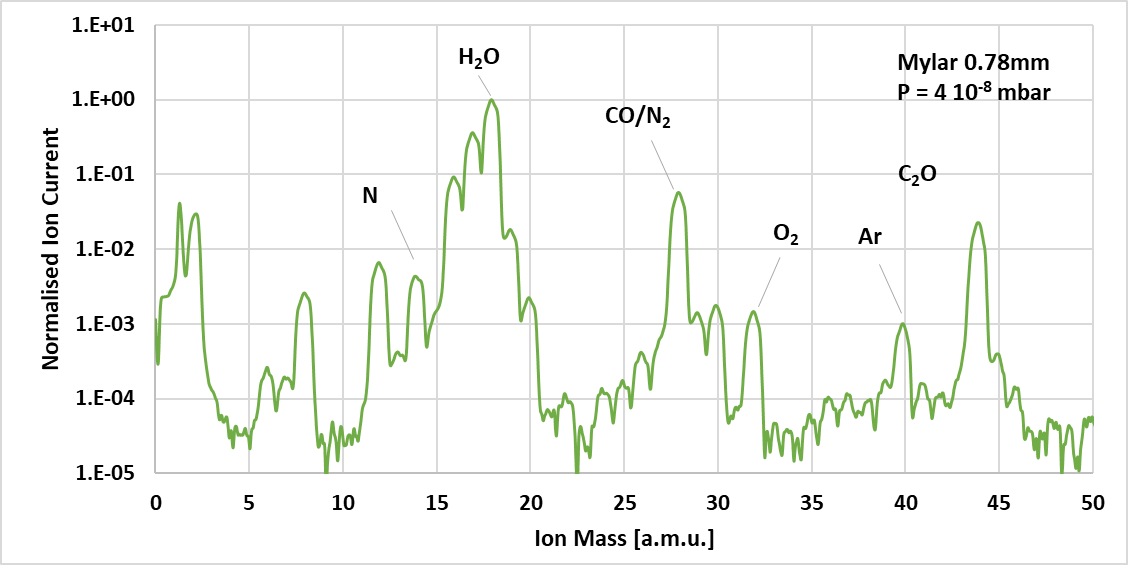 1.E+01
1.E+00
1.E-01
1.E-02
1.E-03
1.E-04
1.E-05
Normalised Ion Current
H₂O
Mylar 0.78mm
P = 4 10⁻⁸ mbar
CO/N₂
C₂O
N
O₂
Ar
0 5 10 15 20 25 30 35 40 45 50
Ion Mass [a.m.u.]